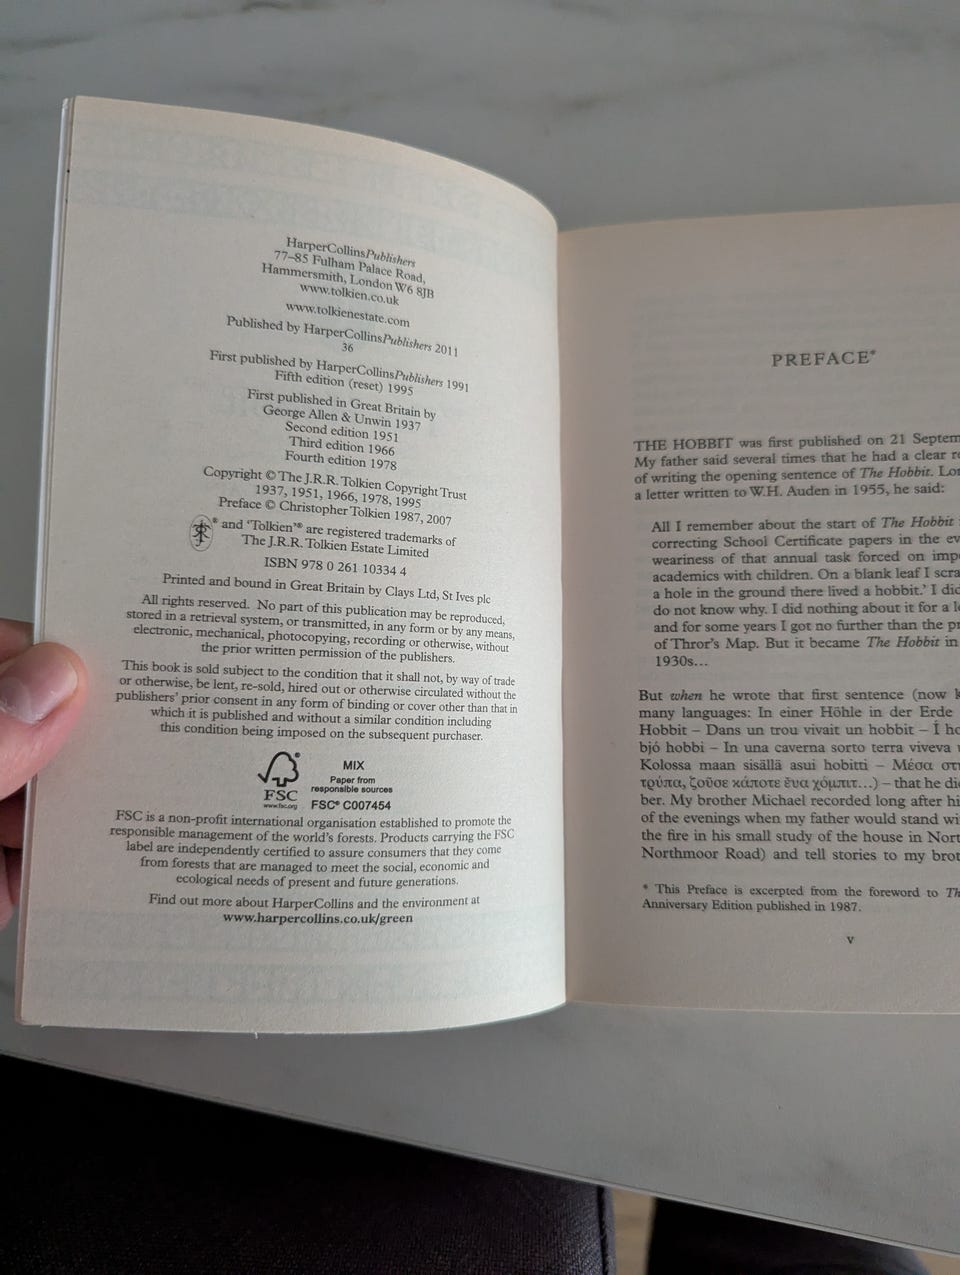 HarperCollinsPublishers
77–85 Fulham Palace Road,
Hammersmith, London W6 8JB
www.tolkien.co.uk
www.tolkienestate.com
Published by HarperCollinsPublishers 2011
36
First published by HarperCollinsPublishers 1991
Fifth edition (reset) 1995
First published in Great Britain by
George Allen & Unwin 1937
Second edition 1951
Third edition 1966
Fourth edition 1978
Copyright © The J.R.R. Tolkien Copyright Trust
1937, 1951, 1966, 1978, 1995
Preface © Christopher Tolkien 1987, 2007
® and ‘Tolkien’® are registered trademarks of
The J.R.R. Tolkien Estate Limited
ISBN 978 0 261 10334 4
Printed and bound in Great Britain by Clays Ltd, St Ives plc
All rights reserved. No part of this publication may be reproduced,
stored in a retrieval system, or transmitted, in any form or by any means,
electronic, mechanical, photocopying, recording or otherwise, without
the prior written permission of the publishers.
This book is sold subject to the condition that it shall not, by way of trade
or otherwise, be lent, re-sold, hired out or otherwise circulated without the
publishers’ prior consent in any form of binding or cover other than that in
which it is published and without a similar condition including
this condition being imposed on the subsequent purchaser.
FSC
www.fsc.org
MIX
Paper from
responsible sources
FSC® C007454
FSC is a non-profit international organisation established to promote the
responsible management of the world’s forests. Products carrying the FSC
label are independently certified to assure consumers that they come
from forests that are managed to meet the social, economic and
ecological needs of present and future generations.
Find out more about HarperCollins and the environment at
www.harpercollins.co.uk/green
PREFACE*
THE HOBBIT was first published on 21 Septem
My father said several times that he had a clear re
of writing the opening sentence of The Hobbit. Lon
a letter written to W.H. Auden in 1955, he said:
All I remember about the start of The Hobbit
correcting School Certificate papers in the ev
weariness of that annual task forced on imp
academics with children. On a blank leaf I scra
a hole in the ground there lived a hobbit.’ I did
do not know why. I did nothing about it for a l
and for some years I got no further than the pr
of Thror’s Map. But it became The Hobbit in
1930s…
But when he wrote that first sentence (now k
many languages: In einer Höhle in der Erde
Hobbit – Dans un trou vivait un hobbit – Í ho
bjó hobbi – In una caverna sorto terra viveva
Kolossa maan sisällä asui hobitti – Μέσα στ
τρύπα, ζοῦσε κάποτε ἕνα χόμπιτ…) – that he did
ber. My brother Michael recorded long after hi
of the evenings when my father would stand wi
the fire in his small study of the house in Nort
Northmoor Road) and tell stories to my brot
* This Preface is excerpted from the foreword to Th
Anniversary Edition published in 1987.
v